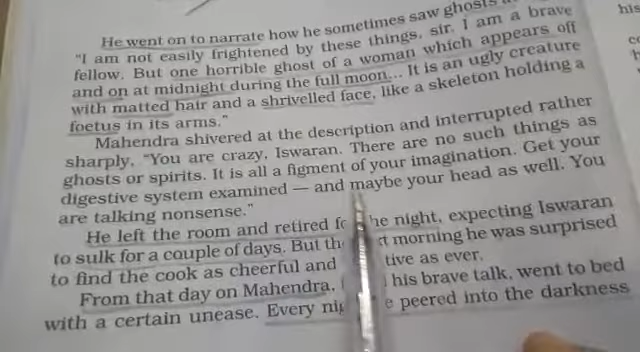 He went on to narrate how he sometimes saw ghosts
"I am not easily frightened by these things, sir. I am a brave
fellow. But one horrible ghost of a woman which appears off
and on at midnight during the full moon... It is an ugly creature
with matted hair and a shrivelled face, like a skeleton holding a
foetus in its arms."
Mahendra shivered at the description and interrupted rather
sharply, "You are crazy, Iswaran. There are no such things as
ghosts or spirits. It is all a figment of your imagination. Get your
digestive system examined — and maybe your head as well. You
are talking nonsense."
He left the room and retired fo he night, expecting Iswaran
to sulk for a couple of days. But th t morning he was surprised
to find the cook as cheerful and tive as ever.
From that day on Mahendra, his brave talk, went to bed
with a certain unease. Every nig e peered into the darkness
his